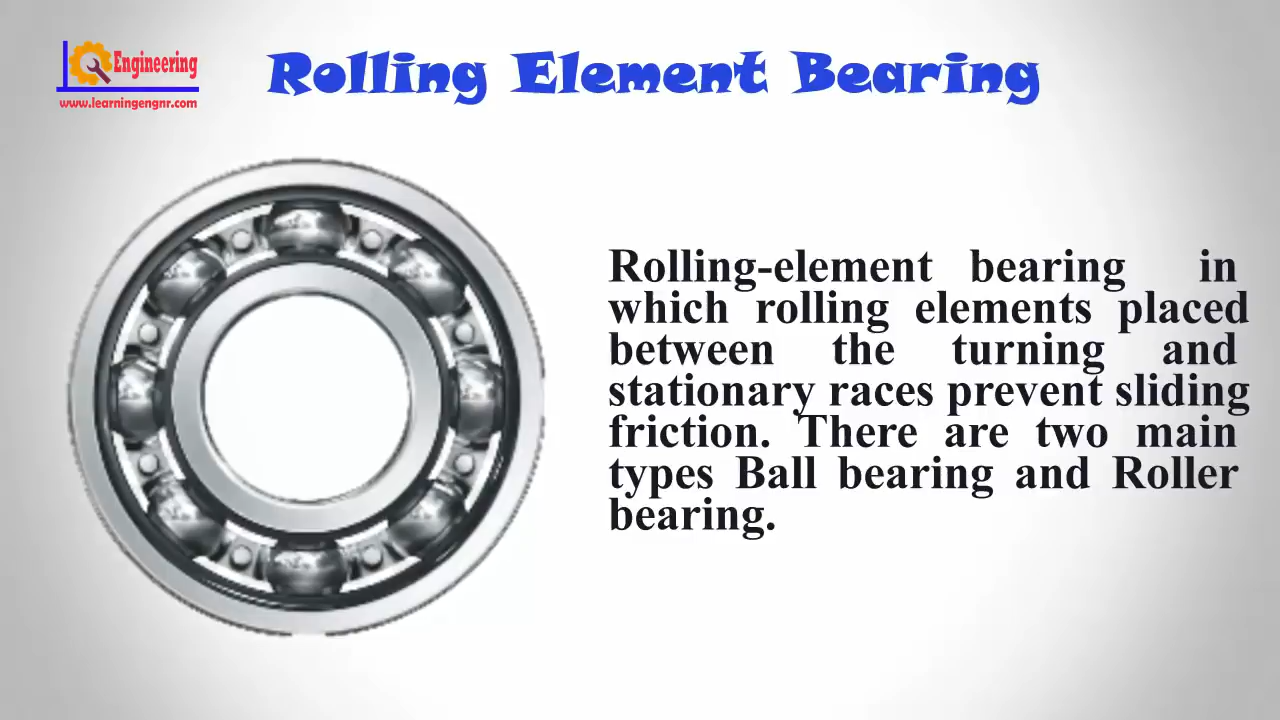 Engineering
www.learningengnr.com
Rolling Element Bearing
Rolling-element bearing in
which rolling elements placed
between the turning and
stationary races prevent sliding
friction. There are two main
types Ball bearing and Roller
bearing.